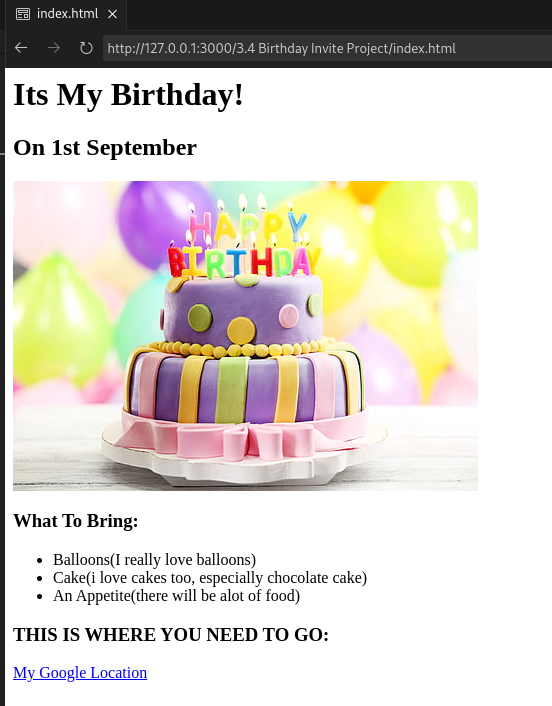 index.html
http://127.0.0.1:3000/3.4 Birthday Invite Project/index.html
Its My Birthday!
On 1st September
HAPPY
BIRTHDAY
What To Bring:
Balloons(I really love balloons)
Cake(i love cakes too, especially chocolate cake)
An Appetite(there will be alot of food)
THIS IS WHERE YOU NEED TO GO:
My Google Location